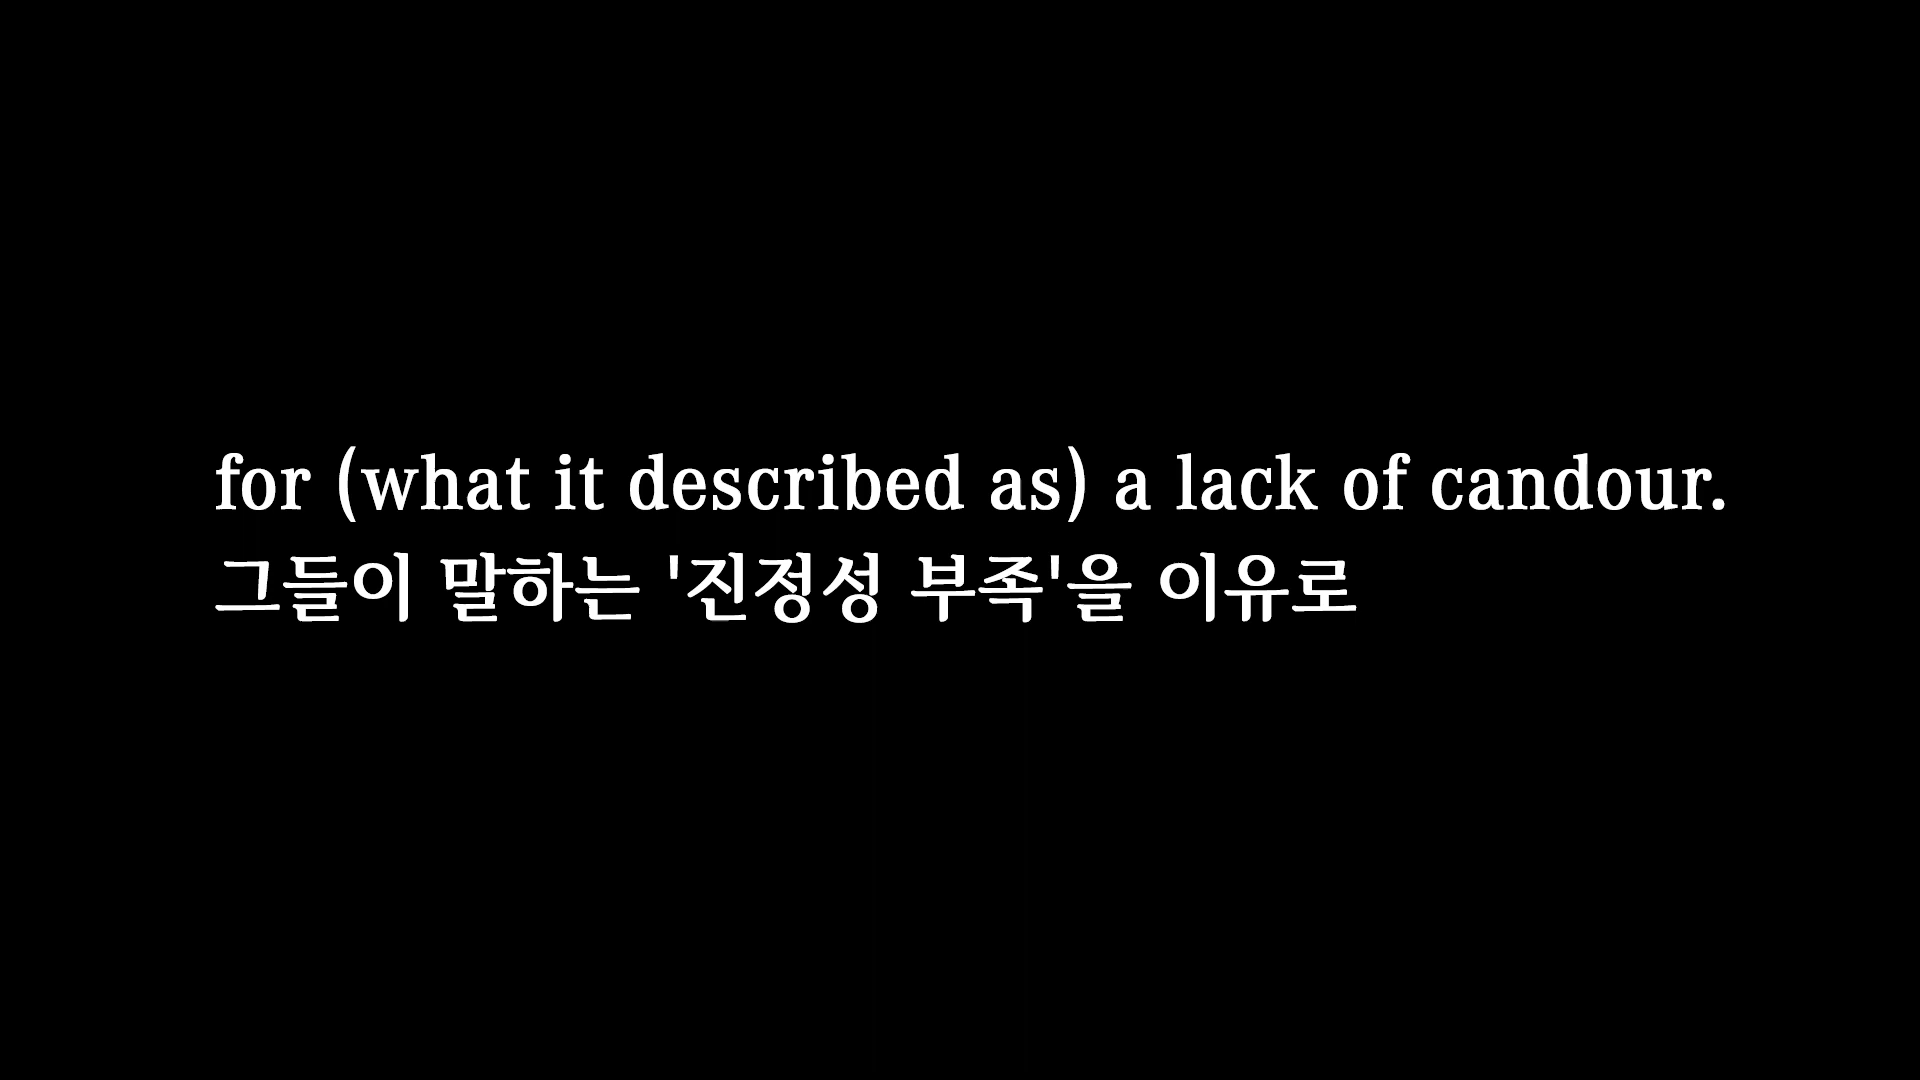 for (what it described as) a lack of candour.
그들이 말하는 '진정성 부족'을 이유로